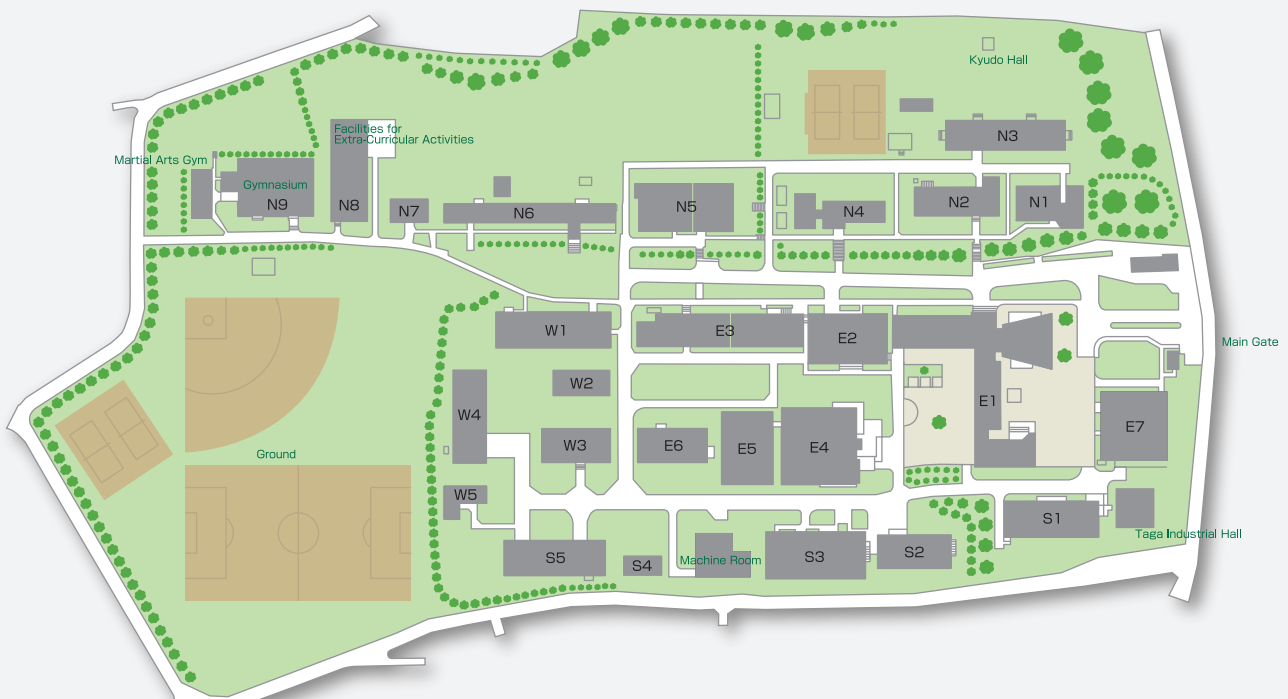 Kyudo Hall
N3
Facilities for
Extra-Curricular Activities
Martial Arts Gym
Gymnasium
N9
N8
N7
N6
N5
N4
N2
N1
W1
E3
E2
Main Gate
W2
W4
E1
E7
W3
E6
E5
E4
Ground
W5
S1
Taga Industrial Hall
S5
S4
Machine Room
S3
S2